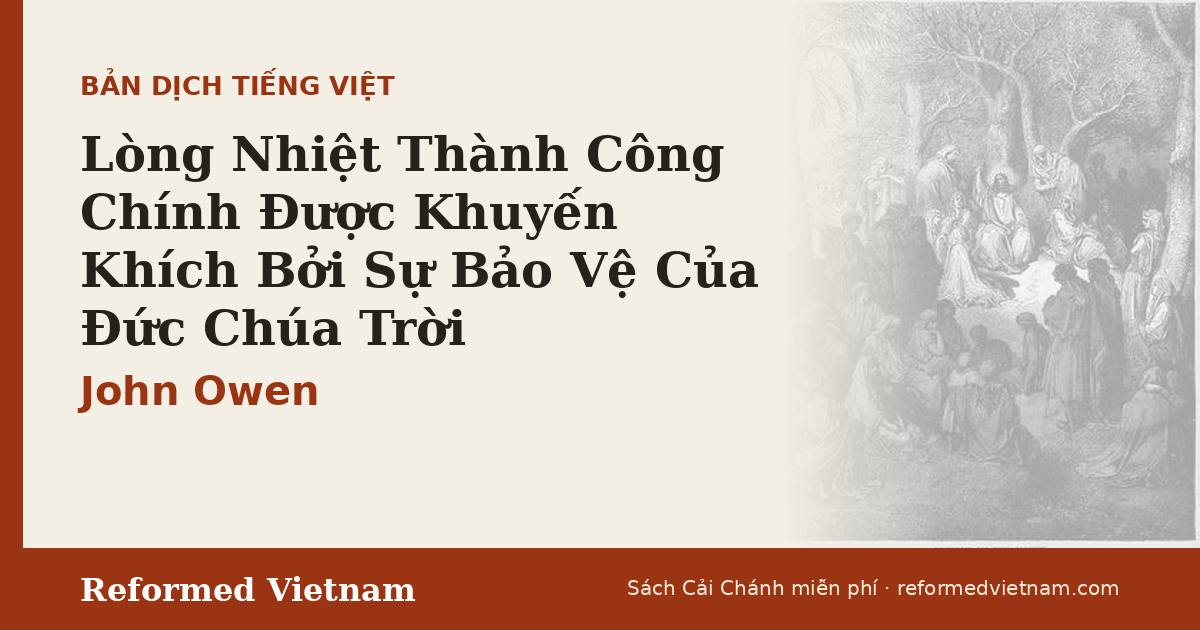 BẢN DỊCH TIẾNG VIỆT
Lòng Nhiệt Thành Công
Chính Được Khuyến
Khích Bởi Sự Bảo Vệ Của
Đức Chúa Trời
John Owen
Reformed Vietnam
Sách Cải Chánh miễn phí · reformedvietnam.com